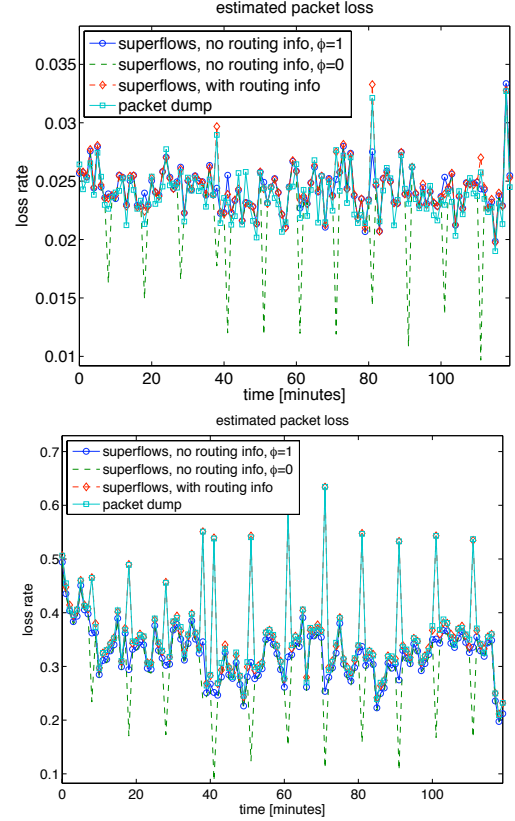 estimated packet loss
superflows, no routing info, ϕ=1
superflows, no routing info, ϕ=0
superflows, with routing info
packet dump
loss rate
0.035
0.03
0.025
0.02
0.015
0.01
0 20 40 60 80 100
time [minutes]
estimated packet loss
superflows, no routing info, ϕ=1
superflows, no routing info, ϕ=0
superflows, with routing info
packet dump
loss rate
0.7
0.6
0.5
0.4
0.3
0.2
0.1
0 20 40 60 80 100
time [minutes]